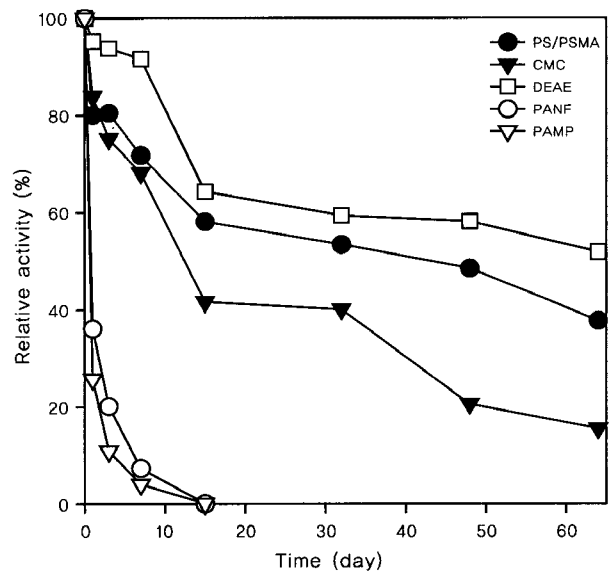 100
80
60
40
20
0
Relative activity (%)
PS/PSMA
CMC
DEAE
PANF
PAMP
0 10 20 30 40 50 60
Time (day)